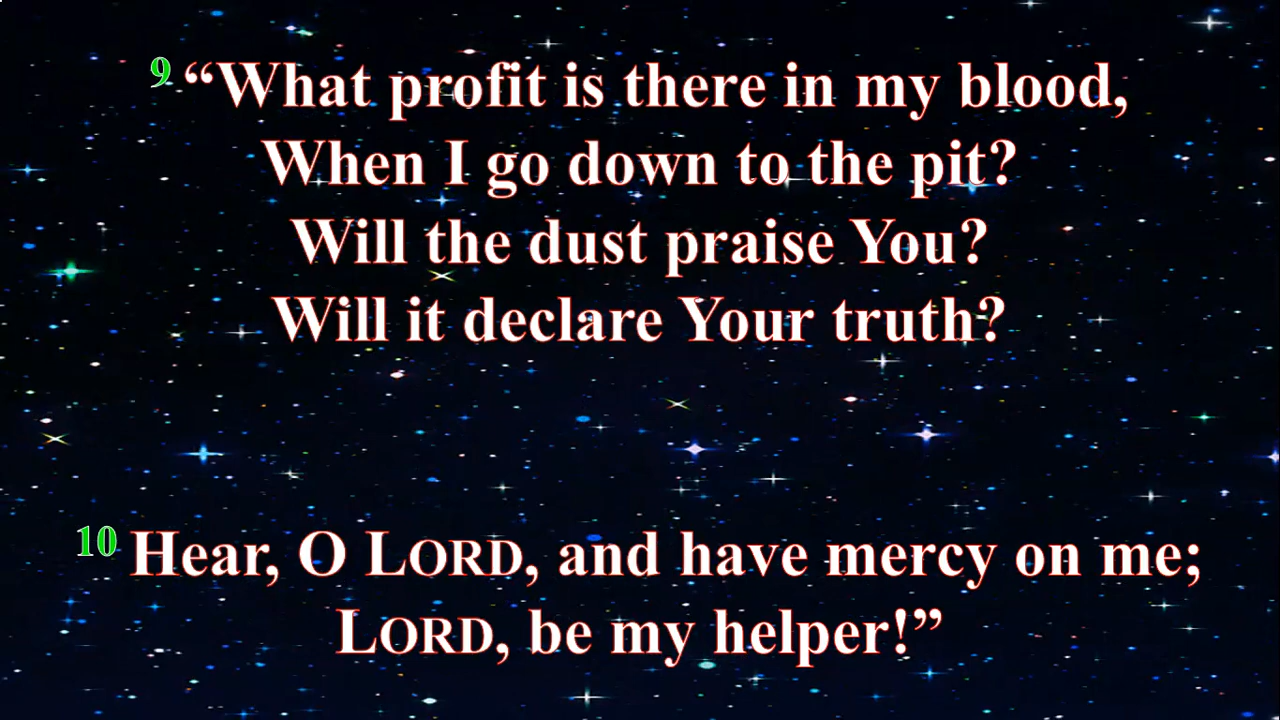 9 “What profit is there in my blood,
When I go down to the pit?
Will the dust praise You?
Will it declare Your truth?
10 Hear, O LORD, and have mercy on me;
LORD, be my helper!”